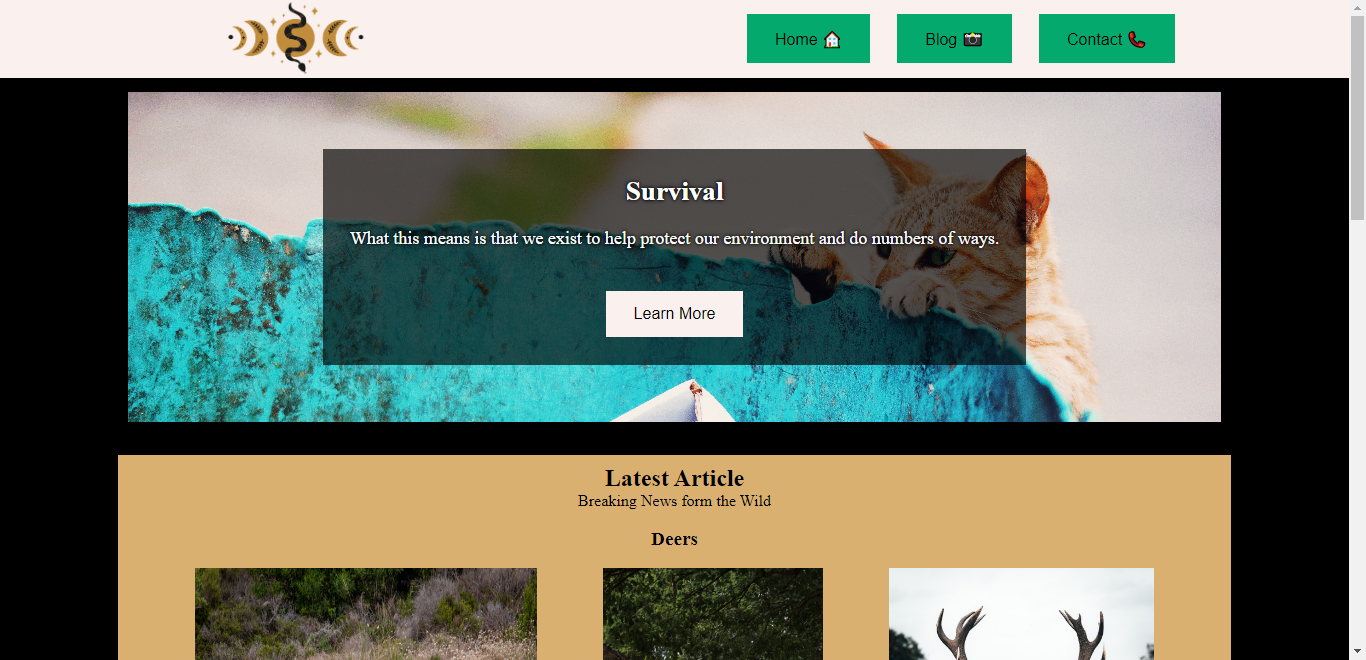 Home 🏠
Blog 📷
Contact 📞
Survival
What this means is that we exist to help protect our environment and do numbers of ways.
Learn More
Latest Article
Breaking News form the Wild
Deers